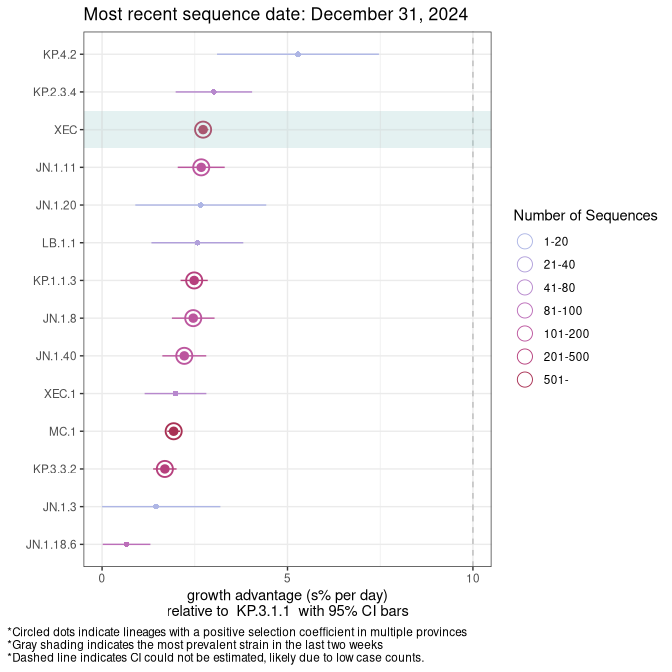 Most recent sequence date: December 31, 2024
KP.4.2
KP.2.3.4
XEC
JN.1.11
JN.1.20
LB.1.1
KP.1.1.3
JN.1.8
JN.1.40
XEC.1
MC.1
KP.3.3.2
JN.1.3
JN.1.18.6
0 5 10
growth advantage (s% per day)
relative to KP.3.1.1 with 95% CI bars
Number of Sequences
1-20
21-40
41-80
81-100
101-200
201-500
501-
*Circled dots indicate lineages with a positive selection coefficient in multiple provinces
*Gray shading indicates the most prevalent strain in the last two weeks
*Dashed line indicates CI could not be estimated, likely due to low case counts.